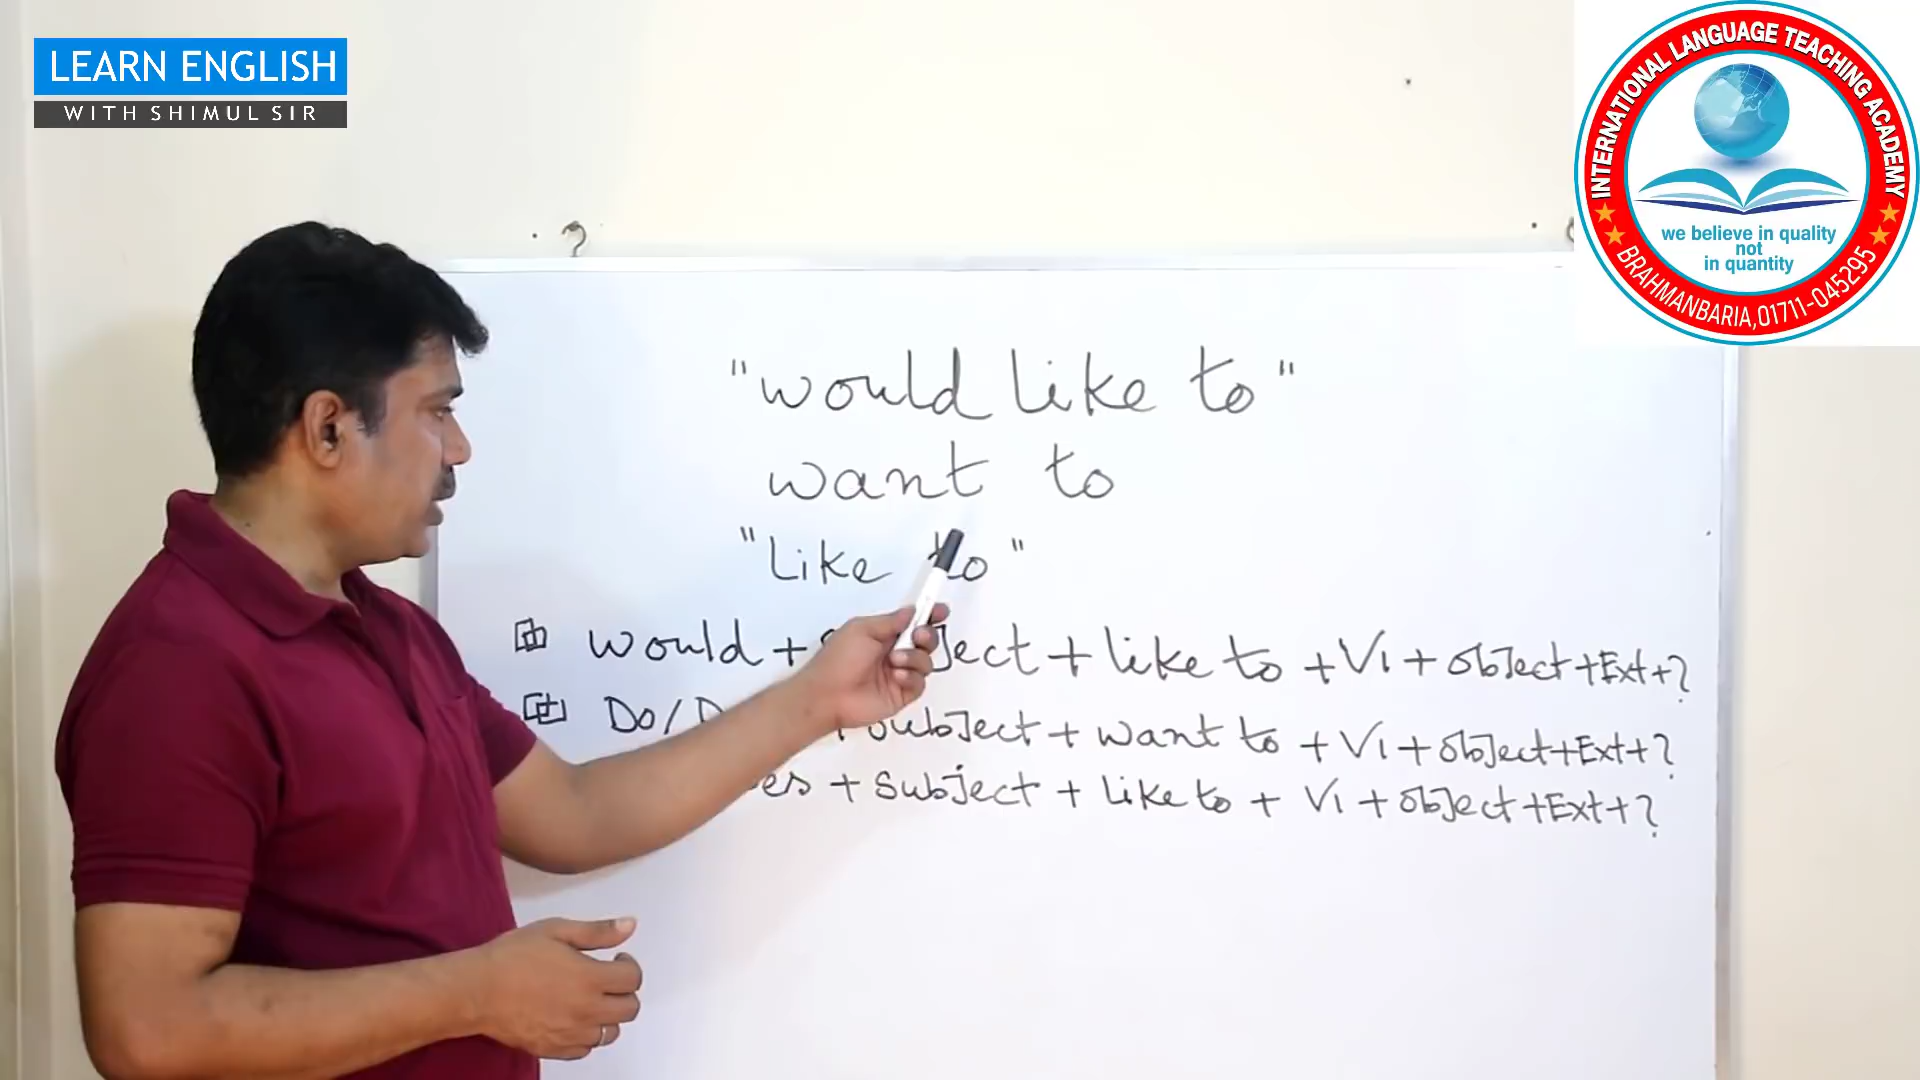 LEARN ENGLISH
WITH SHIMUL SIR
INTERNATIONAL LANGUAGE TEACHING ACADEMY
we believe in quality
not
in quantity
BRAHMANBARIA,01711-045295
"would like to"
want to
"Like to"
would + ject + like to + V1 + object + Ext + ?
Do/D + subject + want to + V1 + object + Ext + ?
es + subject + like to + V1 + object + Ext + ?